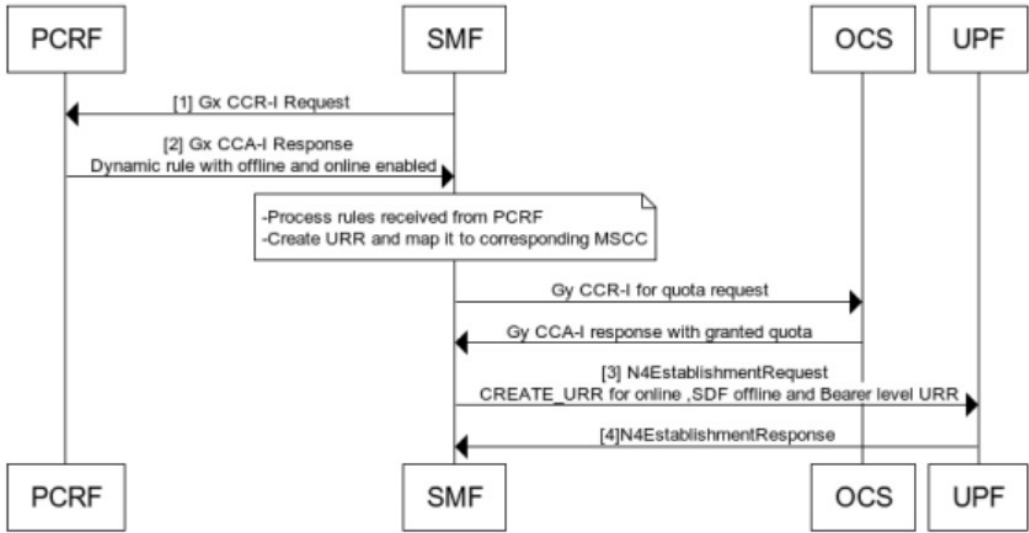 PCRF
SMF
OCS
UPF
[1] Gx CCR-I Request
[2] Gx CCA-I Response
Dynamic rule with offline and online enabled
-Process rules received from PCRF
-Create URR and map it to corresponding MSCC
Gy CCR-I for quota request
Gy CCA-I response with granted quota
[3] N4EstablishmentRequest
CREATE_URR for online ,SDF offline and Bearer level URR
[4]N4EstablishmentResponse
PCRF
SMF
OCS
UPF